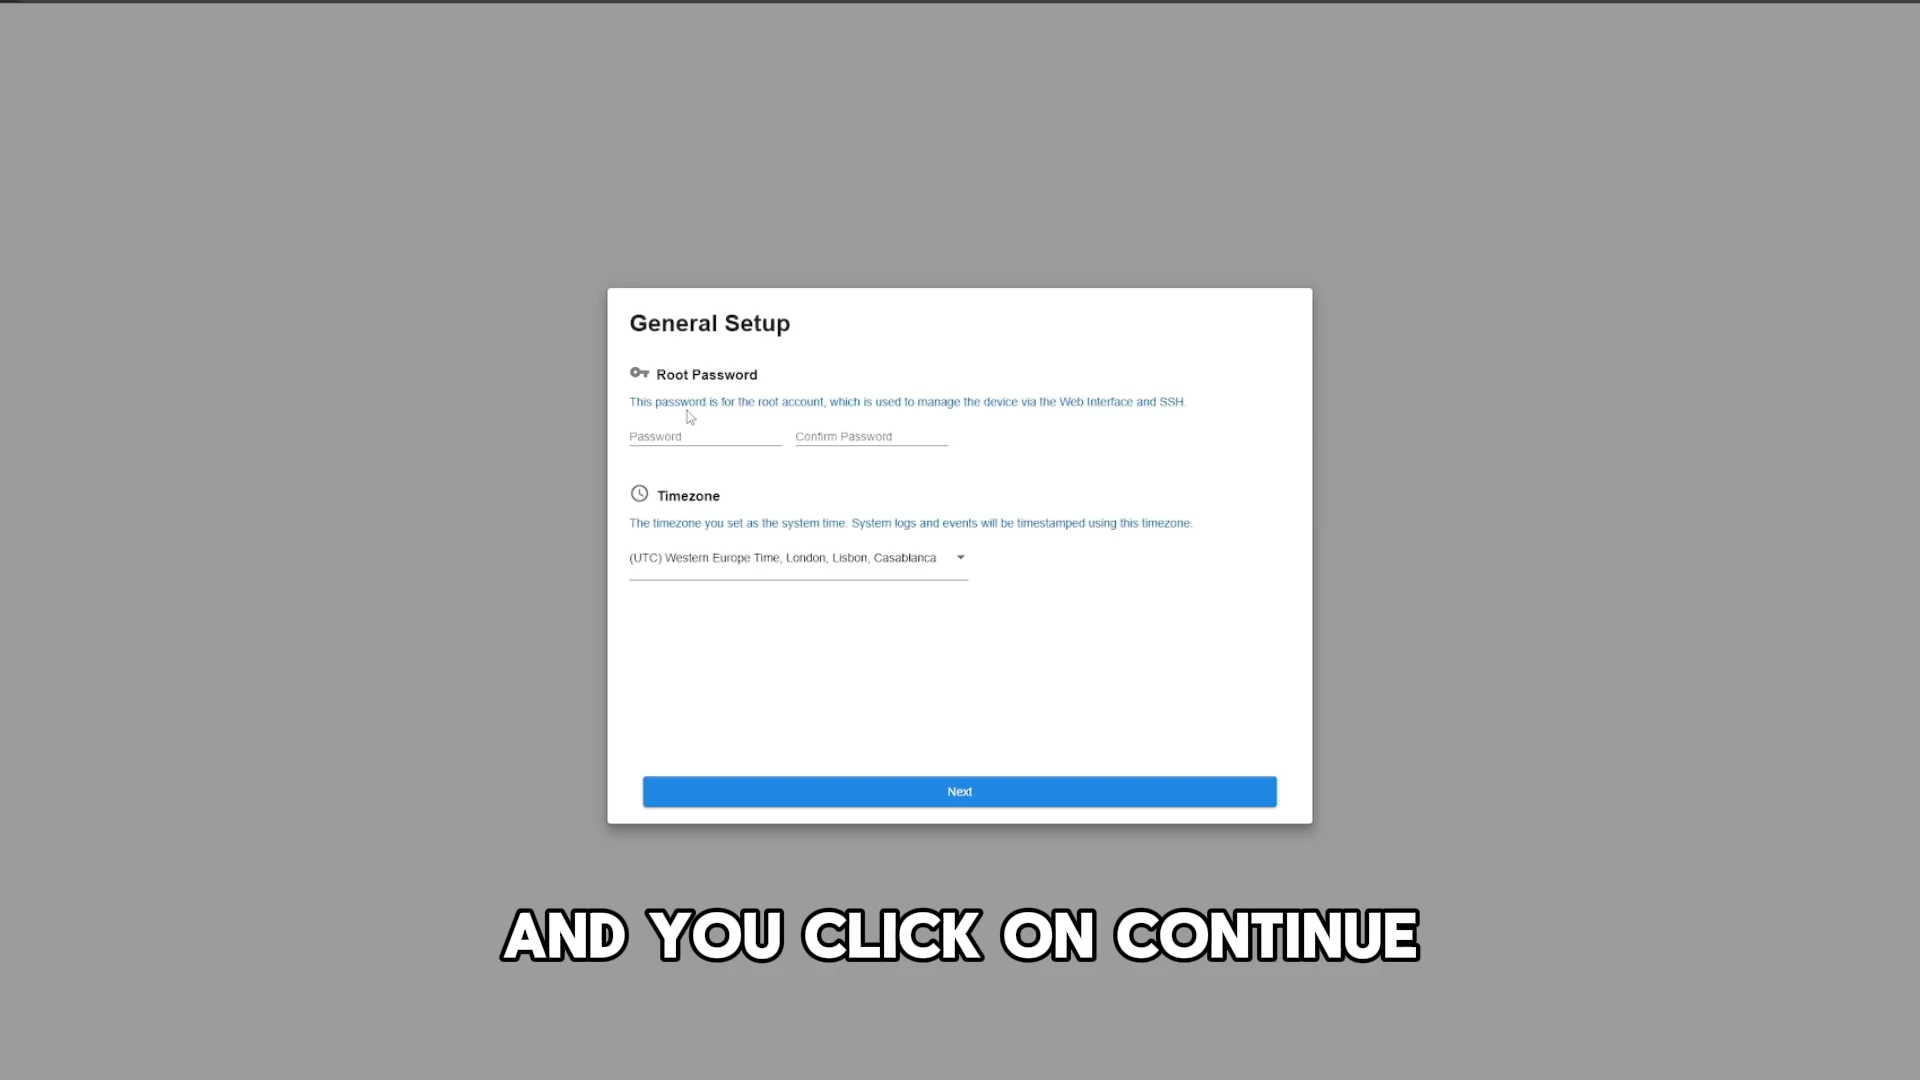 General Setup
Root Password
This password is for the root account, which is used to manage the device via the Web Interface and SSH.
Password Confirm Password
Timezone
The timezone you set as the system time. System logs and events will be timestamped using this timezone.
(UTC) Western Europe Time, London, Lisbon, Casablanca
Next
AND YOU CLICK ON CONTINUE